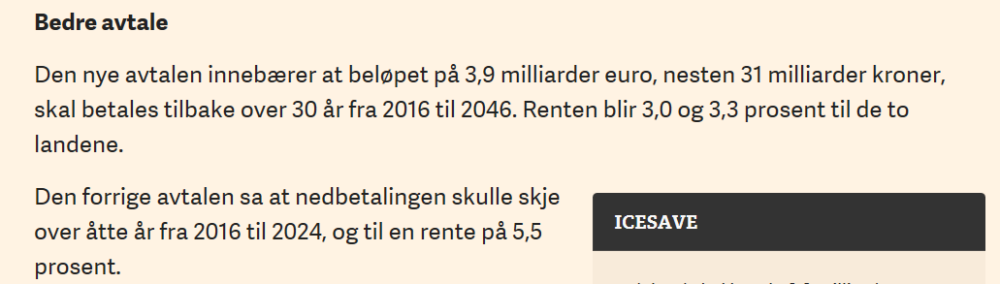 Bedre avtale
Den nye avtalen innebærer at beløpet på 3,9 milliarder euro, nesten 31 milliarder kroner,
skal betales tilbake over 30 år fra 2016 til 2046. Renten blir 3,0 og 3,3 prosent til de to
landene.
Den forrige avtalen sa at nedbetalingen skulle skje
over åtte år fra 2016 til 2024, og til en rente på 5,5
prosent.
ICESAVE